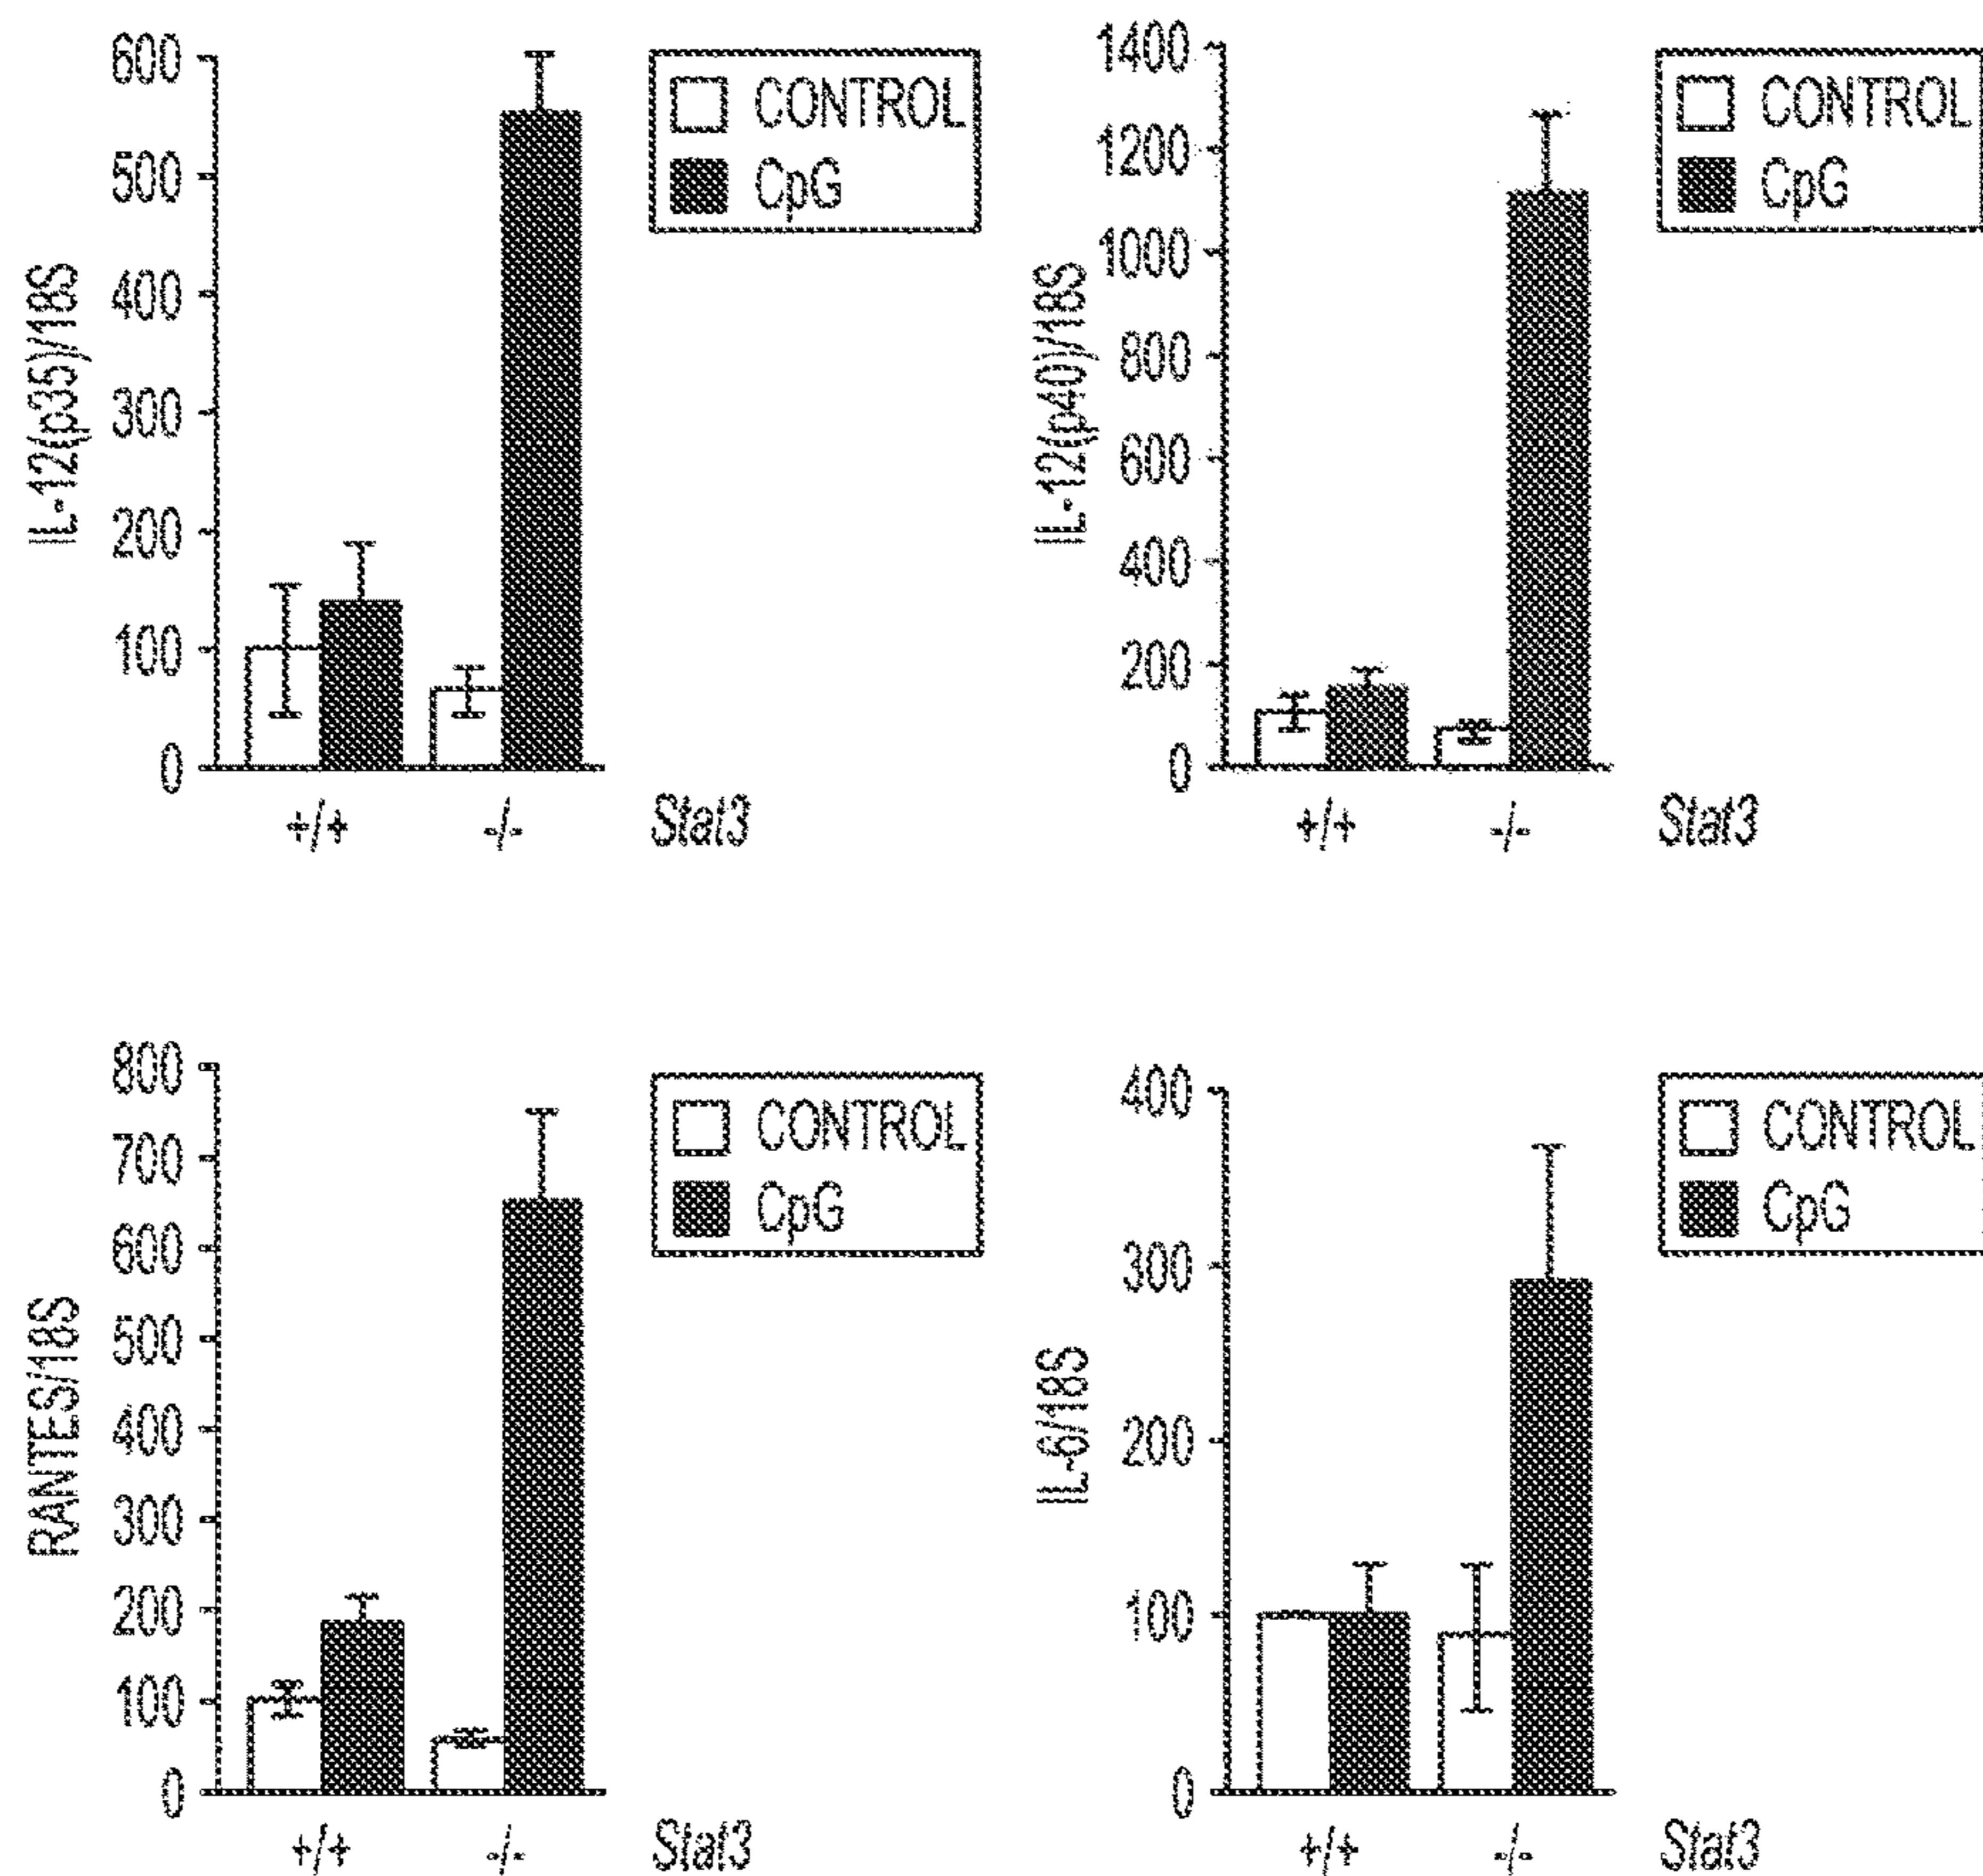 IL-12(p35)/18S
600
500
400
300
200
100
0
+/+ -/- Stat3
CONTROL
CpG
IL-12(p40)/18S
1400
1200
1000
800
600
400
200
0
+/+ -/- Stat3
CONTROL
CpG
RANTES/18S
800
700
600
500
400
300
200
100
0
+/+ -/- Stat3
CONTROL
CpG
IL-6/18S
400
300
200
100
0
+/+ -/- Stat3
CONTROL
CpG